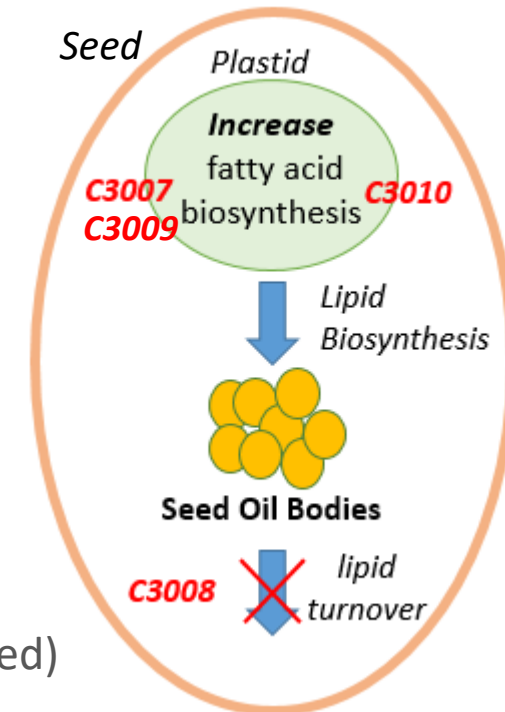 Seed
Plastid
Increase
fatty acid
biosynthesis
C3007
C3009
C3010
Lipid
Biosynthesis
Seed Oil Bodies
C3008
lipid
turnover
ed)